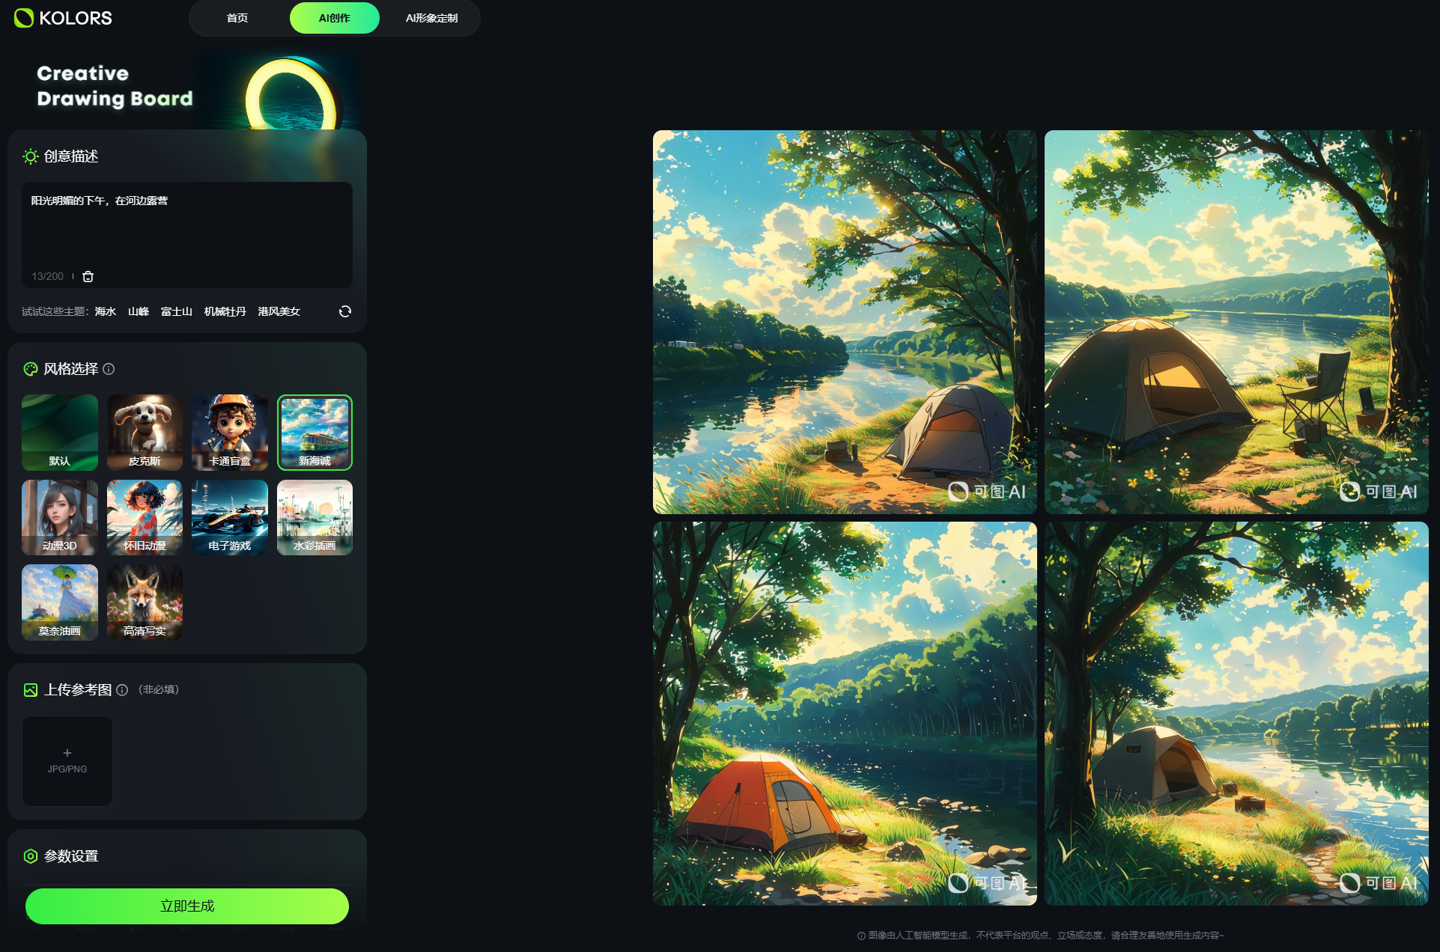 KOLORS
首页
AI创作
AI形象定制
Creative
Drawing Board
创意描述
阳光明媚的下午，在河边露营
13/200
试试这些主题：海水 山峰 富士山 机械牡丹 港风美女
风格选择
默认
皮克斯
卡通盲盒
新海诚
动漫3D
怀旧动漫
电子游戏
水彩插画
莫奈油画
高清写实
上传参考图 （非必填）
+
JPG/PNG
参数设置
立即生成
可图 AI
可图 AI
可图 AI
可图 AI
图像由人工智能模型生成，不代表平台的观点、立场或态度，请合理友善地使用生成内容~